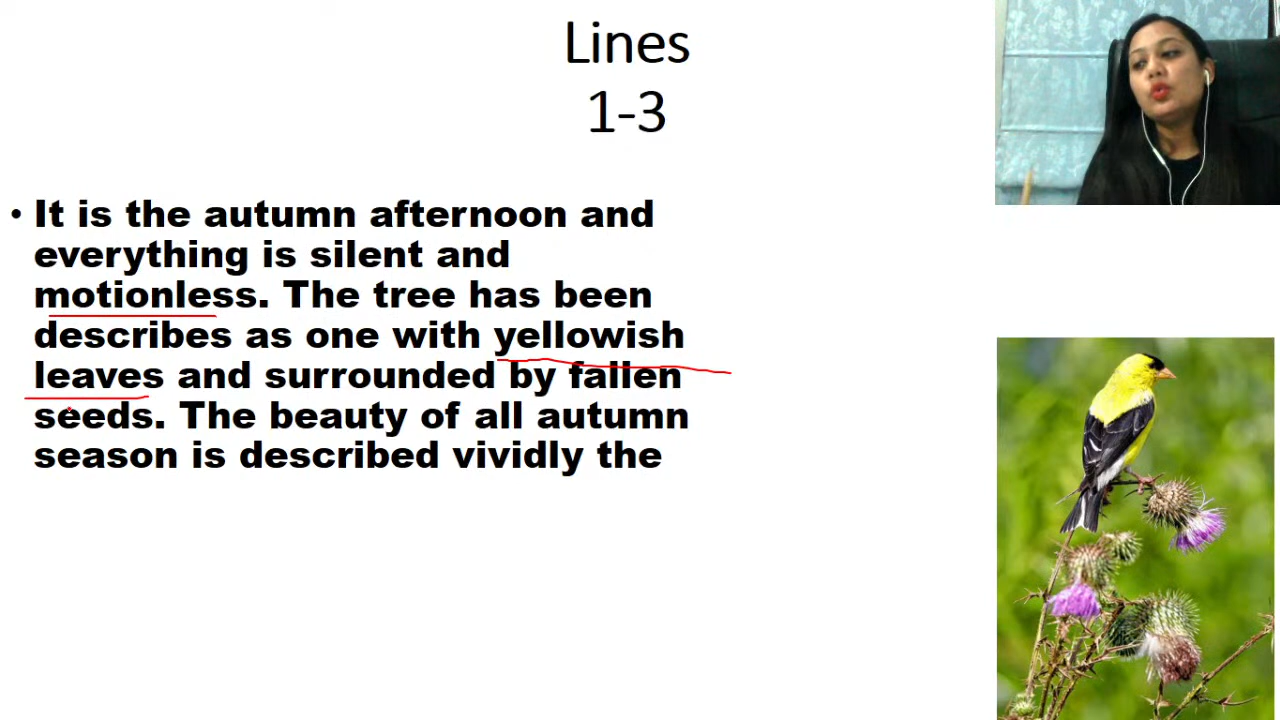 Lines
1-3
• It is the autumn afternoon and
everything is silent and
motionless. The tree has been
describes as one with yellowish
leaves and surrounded by fallen
seeds. The beauty of all autumn
season is described vividly the